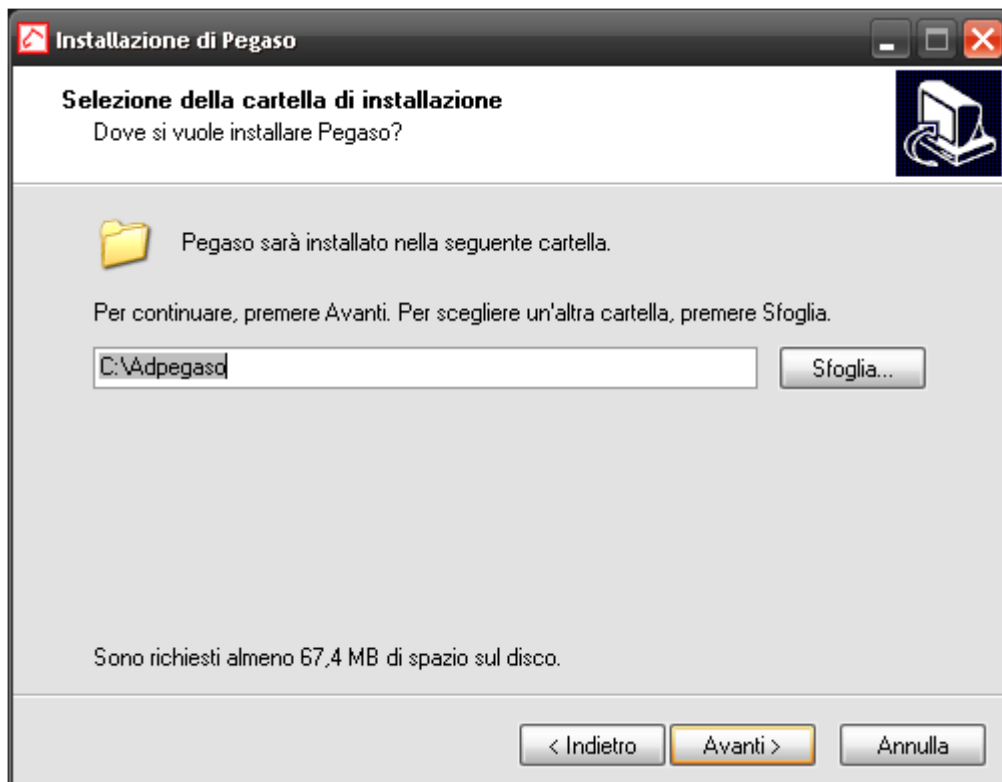 Installazione di Pegaso
Selezione della cartella di installazione
Dove si vuole installare Pegaso?
Pegaso sarà installato nella seguente cartella.
Per continuare, premere Avanti. Per scegliere un'altra cartella, premere Sfoglia.
C:\Adpegaso
Sfoglia...
Sono richiesti almeno 67,4 MB di spazio sul disco.
< Indietro
Avanti >
Annulla